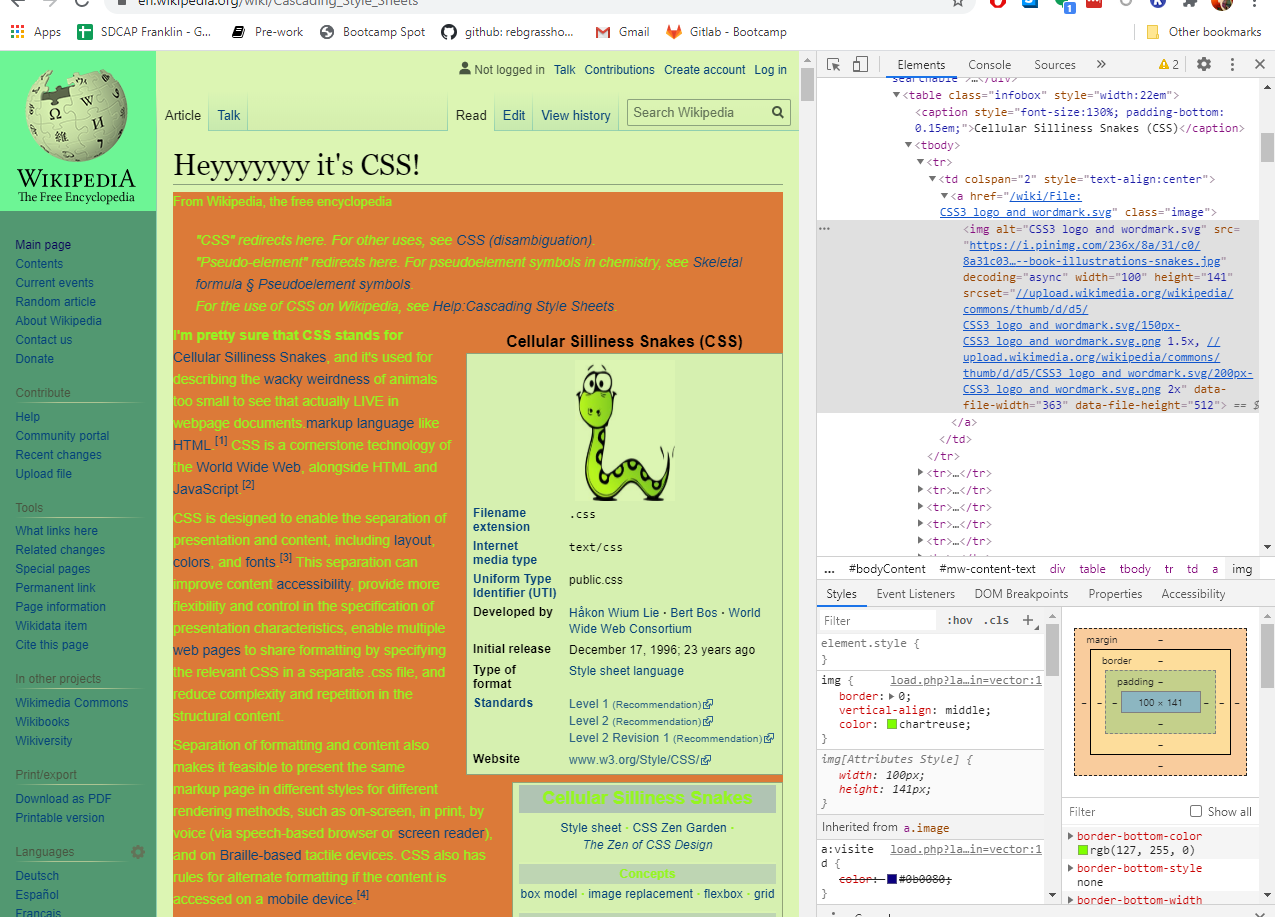 en.wikipedia.org/wiki/Cascading_Style_Sheets
Apps
SDCAP Franklin - G...
Pre-work
Bootcamp Spot
github: rebgrassho...
Gmail
Gitlab - Bootcamp
Other bookmarks
WIKIPEDIA
The Free Encyclopedia
Main page
Contents
Current events
Random article
About Wikipedia
Contact us
Donate
Contribute
Help
Community portal
Recent changes
Upload file
Tools
What links here
Related changes
Special pages
Permanent link
Page information
Wikidata item
Cite this page
In other projects
Wikimedia Commons
Wikibooks
Wikiversity
Print/export
Download as PDF
Printable version
Languages
Deutsch
Español
Français
Not logged in Talk Contributions Create account Log in
Article Talk Read Edit View history Search Wikipedia
Heyyyyyyy it's CSS!
From Wikipedia, the free encyclopedia
"CSS" redirects here. For other uses, see CSS (disambiguation).
"Pseudo-element" redirects here. For pseudoelement symbols in chemistry, see Skeletal
formula § Pseudoelement symbols.
For the use of CSS on Wikipedia, see Help:Cascading Style Sheets.
I'm pretty sure that CSS stands for
Cellular Silliness Snakes, and it's used for
describing the wacky weirdness of animals
too small to see that actually LIVE in
webpage documents.markup language like
HTML.[1] CSS is a cornerstone technology of
the World Wide Web, alongside HTML and
JavaScript.[2]
CSS is designed to enable the separation of
presentation and content, including layout,
colors, and fonts.[3] This separation can
improve content accessibility, provide more
flexibility and control in the specification of
presentation characteristics, enable multiple
web pages to share formatting by specifying
the relevant CSS in a separate .css file, and
reduce complexity and repetition in the
structural content.
Separation of formatting and content also
makes it feasible to present the same
markup page in different styles for different
rendering methods, such as on-screen, in print, by
voice (via speech-based browser or screen reader),
and on Braille-based tactile devices. CSS also has
rules for alternate formatting if the content is
accessed on a mobile device.[4]
Cellular Silliness Snakes (CSS)
Filename extension .css
Internet media type text/css
Uniform Type Identifier (UTI) public.css
Developed by Håkon Wium Lie · Bert Bos · World
Wide Web Consortium
Initial release December 17, 1996; 23 years ago
Type of format Style sheet language
Standards Level 1 (Recommendation)
Level 2 (Recommendation)
Level 2 Revision 1 (Recommendation)
Website www.w3.org/Style/CSS/
Cellular Silliness Snakes
Style sheet · CSS Zen Garden ·
The Zen of CSS Design
Concepts
box model · image replacement · flexbox · grid
Elements Console Sources » 2
searchable >…</div>
<table class="infobox" style="width:22em">
<caption style="font-size:130%; padding-bottom:
0.15em;">Cellular Silliness Snakes (CSS)</caption>
<tbody>
<tr>
<td colspan="2" style="text-align:center">
<a href="/wiki/File:
CSS3_logo_and_wordmark.svg" class="image">
<img alt="CSS3 logo and wordmark.svg" src=
"https://i.pinimg.com/236x/8a/31/c0/
8a31c03…--book-illustrations-snakes.jpg"
decoding="async" width="100" height="141"
srcset="//upload.wikimedia.org/wikipedia/
commons/thumb/d/d5/
CSS3_logo_and_wordmark.svg/150px-
CSS3_logo_and_wordmark.svg.png 1.5x, //
upload.wikimedia.org/wikipedia/commons/
thumb/d/d5/CSS3_logo_and_wordmark.svg/200px-
CSS3_logo_and_wordmark.svg.png 2x" data-
file-width="363" data-file-height="512"> ==
</a>
</td>
</tr>
<tr>…</tr>
<tr>…</tr>
<tr>…</tr>
<tr>…</tr>
<tr>…</tr>
... #bodyContent #mw-content-text div table tbody tr td a img
Styles Event Listeners DOM Breakpoints Properties Accessibility
Filter :hov .cls +
element.style {
}
img { load.php?la…in=vector:1
border: 0;
vertical-align: middle;
color: chartreuse;
}
img[Attributes Style] {
width: 100px;
height: 141px;
}
Inherited from a.image
a:visite load.php?la…in=vector:1
d {
color: #0b0080;
}
margin –
border –
padding –
– – – 100 × 141 – – –
–
–
–
Filter Show all
border-bottom-color
rgb(127, 255, 0)
border-bottom-style
none
border-bottom-width